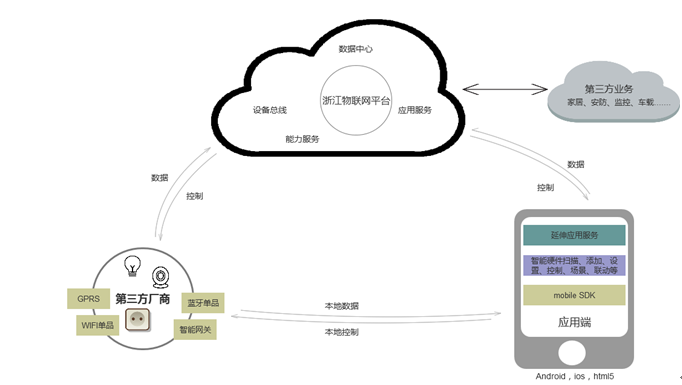 数据中心
浙江物联网平台
设备总线
应用服务
能力服务
第三方业务
家居、安防、监控、车载......
数据
控制
数据
控制
第三方厂商
GPRS
蓝牙单品
WIFI单品
智能网关
本地数据
本地控制
延伸应用服务
智能硬件扫描、添加、设
置、控制、场景、联动等
mobile SDK
应用端
Android，ios，html5